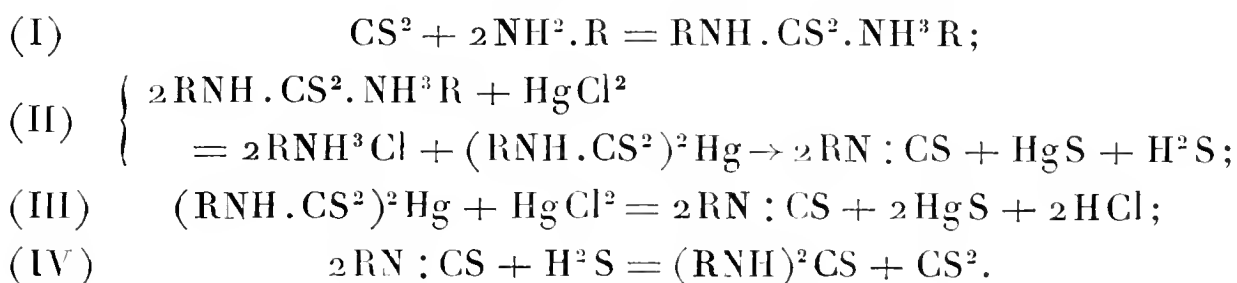 (I) CS² + 2NH².R = RNH.CS².NH³R;
(II) { 2RNH.CS².NH³R + HgCl²
= 2RNH³Cl + (RNH.CS²)²Hg → 2RN : CS + HgS + H²S;
(III) (RNH.CS²)²Hg + HgCl² = 2RN : CS + 2HgS + 2HCl;
(IV) 2RN : CS + H²S = (RNH)²CS + CS².